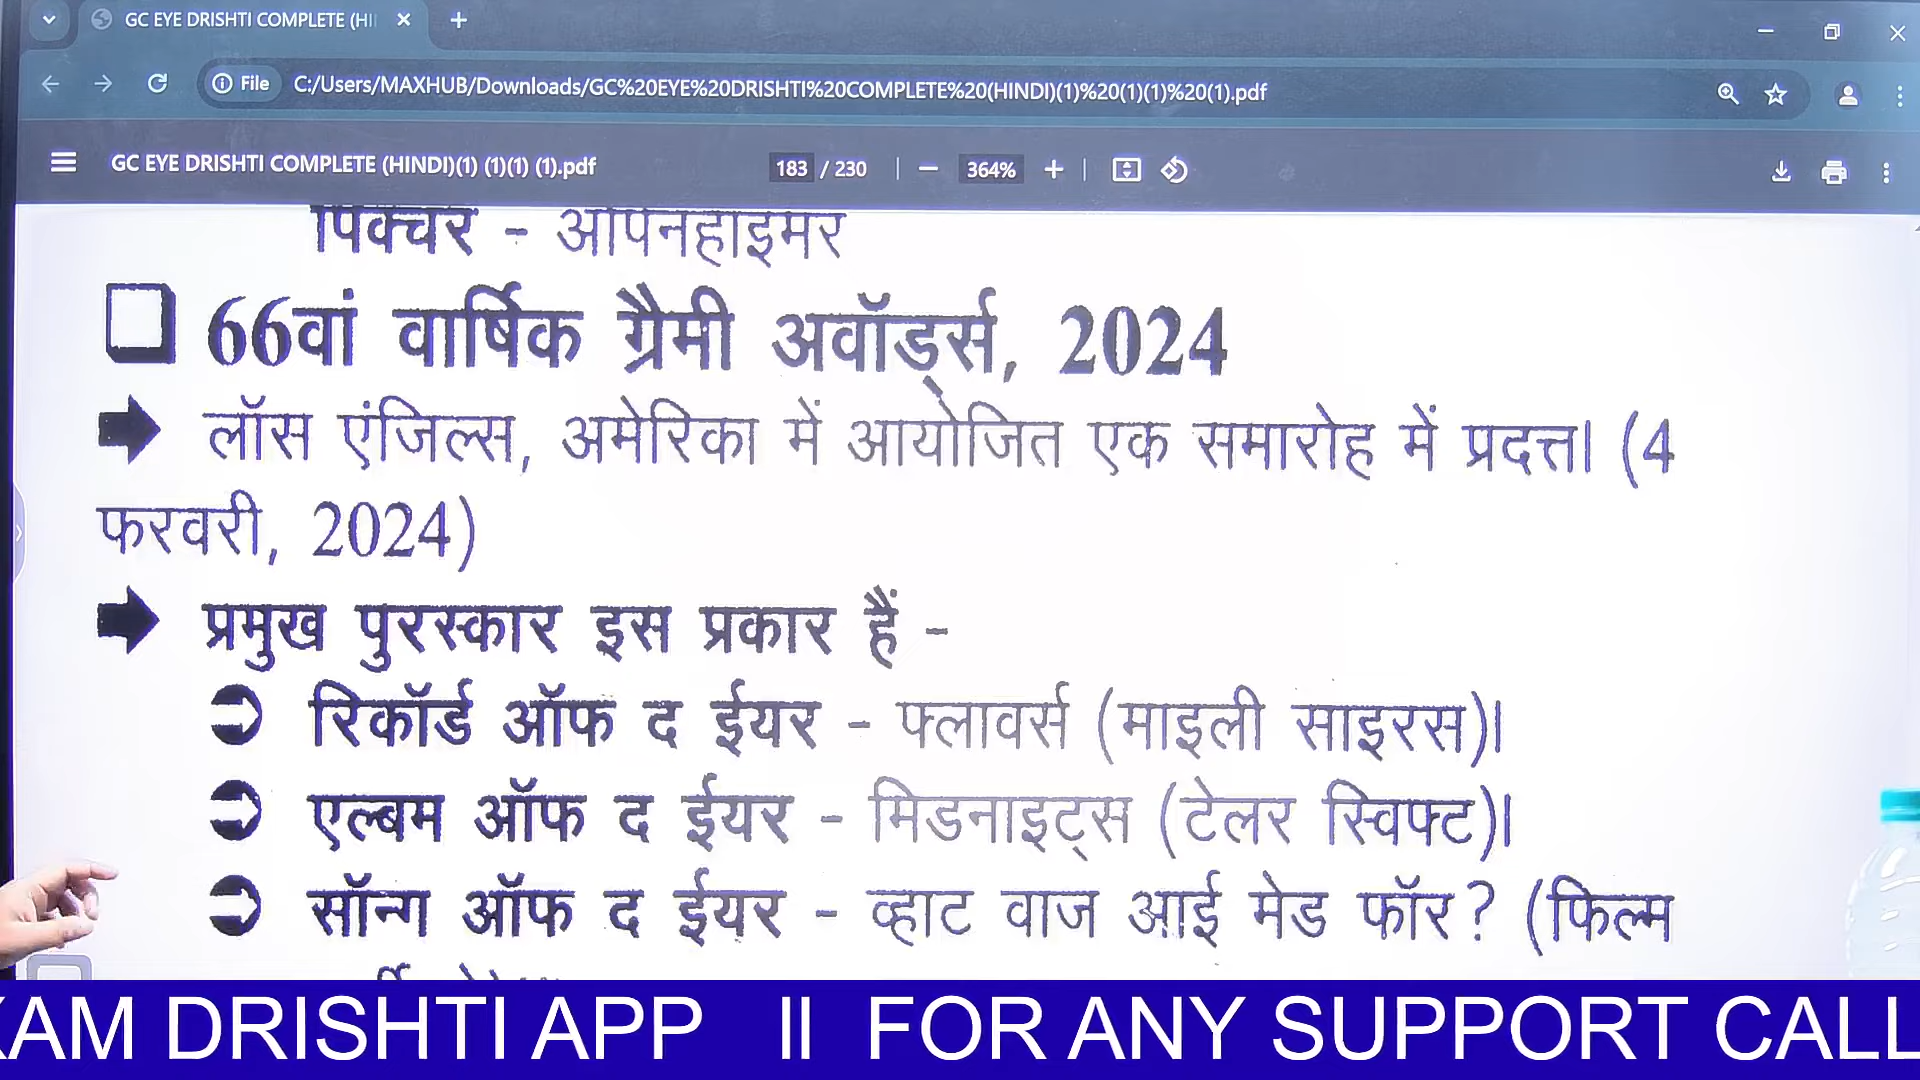 GC EYE DRISHTI COMPLETE (HI
File C:/Users/MAXHUB/Downloads/GC%20EYE%20DRISHTI%20COMPLETE%20(HINDI)(1)%20(1)(1)%20(1).pdf
GC EYE DRISHTI COMPLETE (HINDI)(1) (1)(1) (1).pdf 183 / 230 364%
पिक्चर - ओपेनहाइमर
66वां वार्षिक ग्रैमी अवॉर्ड्स, 2024
लॉस एंजिल्स, अमेरिका में आयोजित एक समारोह में प्रदत्त। (4
फरवरी, 2024)
प्रमुख पुरस्कार इस प्रकार हैं -
रिकॉर्ड ऑफ द ईयर - फ्लावर्स (माइली साइरस)।
एल्बम ऑफ द ईयर - मिडनाइट्स (टेलर स्विफ्ट)।
सॉन्ग ऑफ द ईयर - व्हाट वाज आई मेड फॉर? (फिल्म
XAM DRISHTI APP II FOR ANY SUPPORT CALL